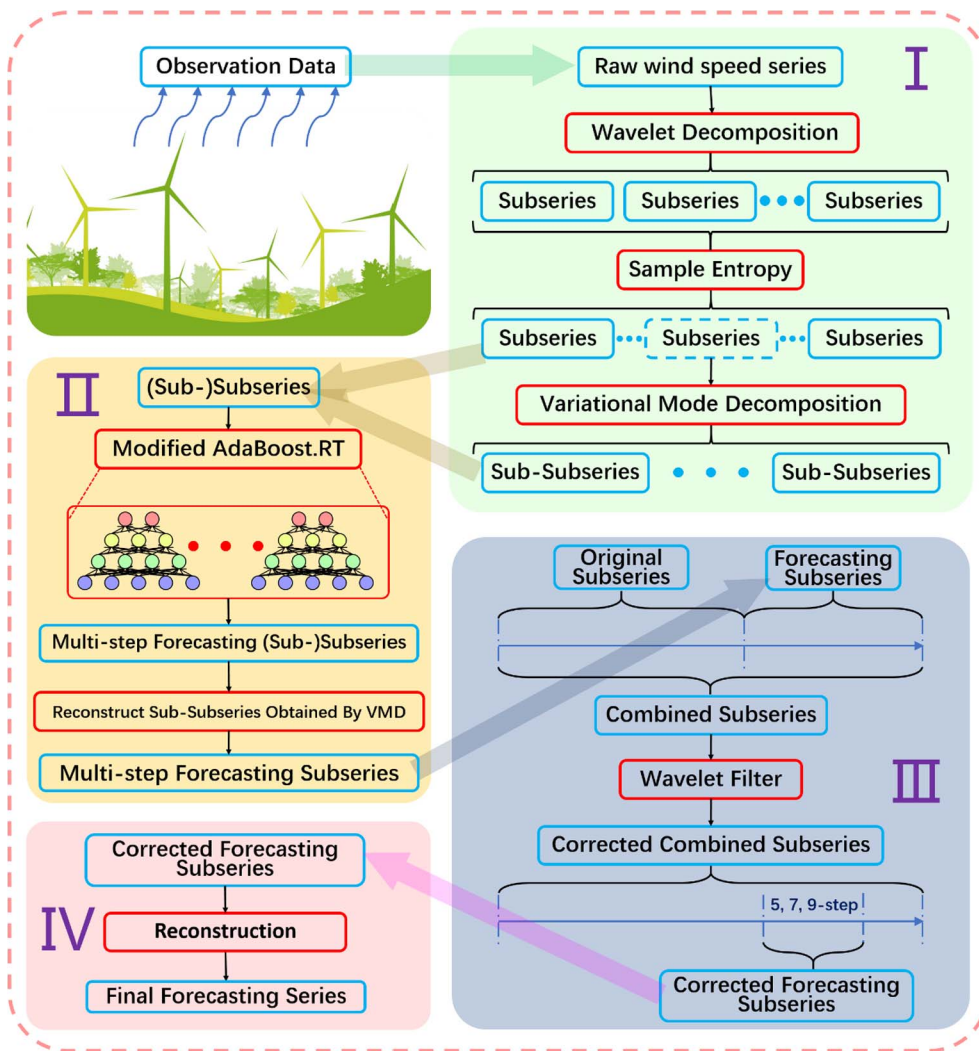 Observation Data
Raw wind speed series
I
Wavelet Decomposition
Subseries
Subseries
Subseries
Sample Entropy
Subseries
Subseries
Subseries
Variational Mode Decomposition
Sub-Subseries
Sub-Subseries
II
(Sub-)Subseries
Modified AdaBoost.RT
Multi-step Forecasting (Sub-)Subseries
Reconstruct Sub-Subseries Obtained By VMD
Multi-step Forecasting Subseries
Original
Subseries
Forecasting
Subseries
Combined Subseries
Wavelet Filter
III
Corrected Combined Subseries
5, 7, 9-step
Corrected Forecasting
Subseries
Corrected Forecasting
Subseries
IV
Reconstruction
Final Forecasting Series